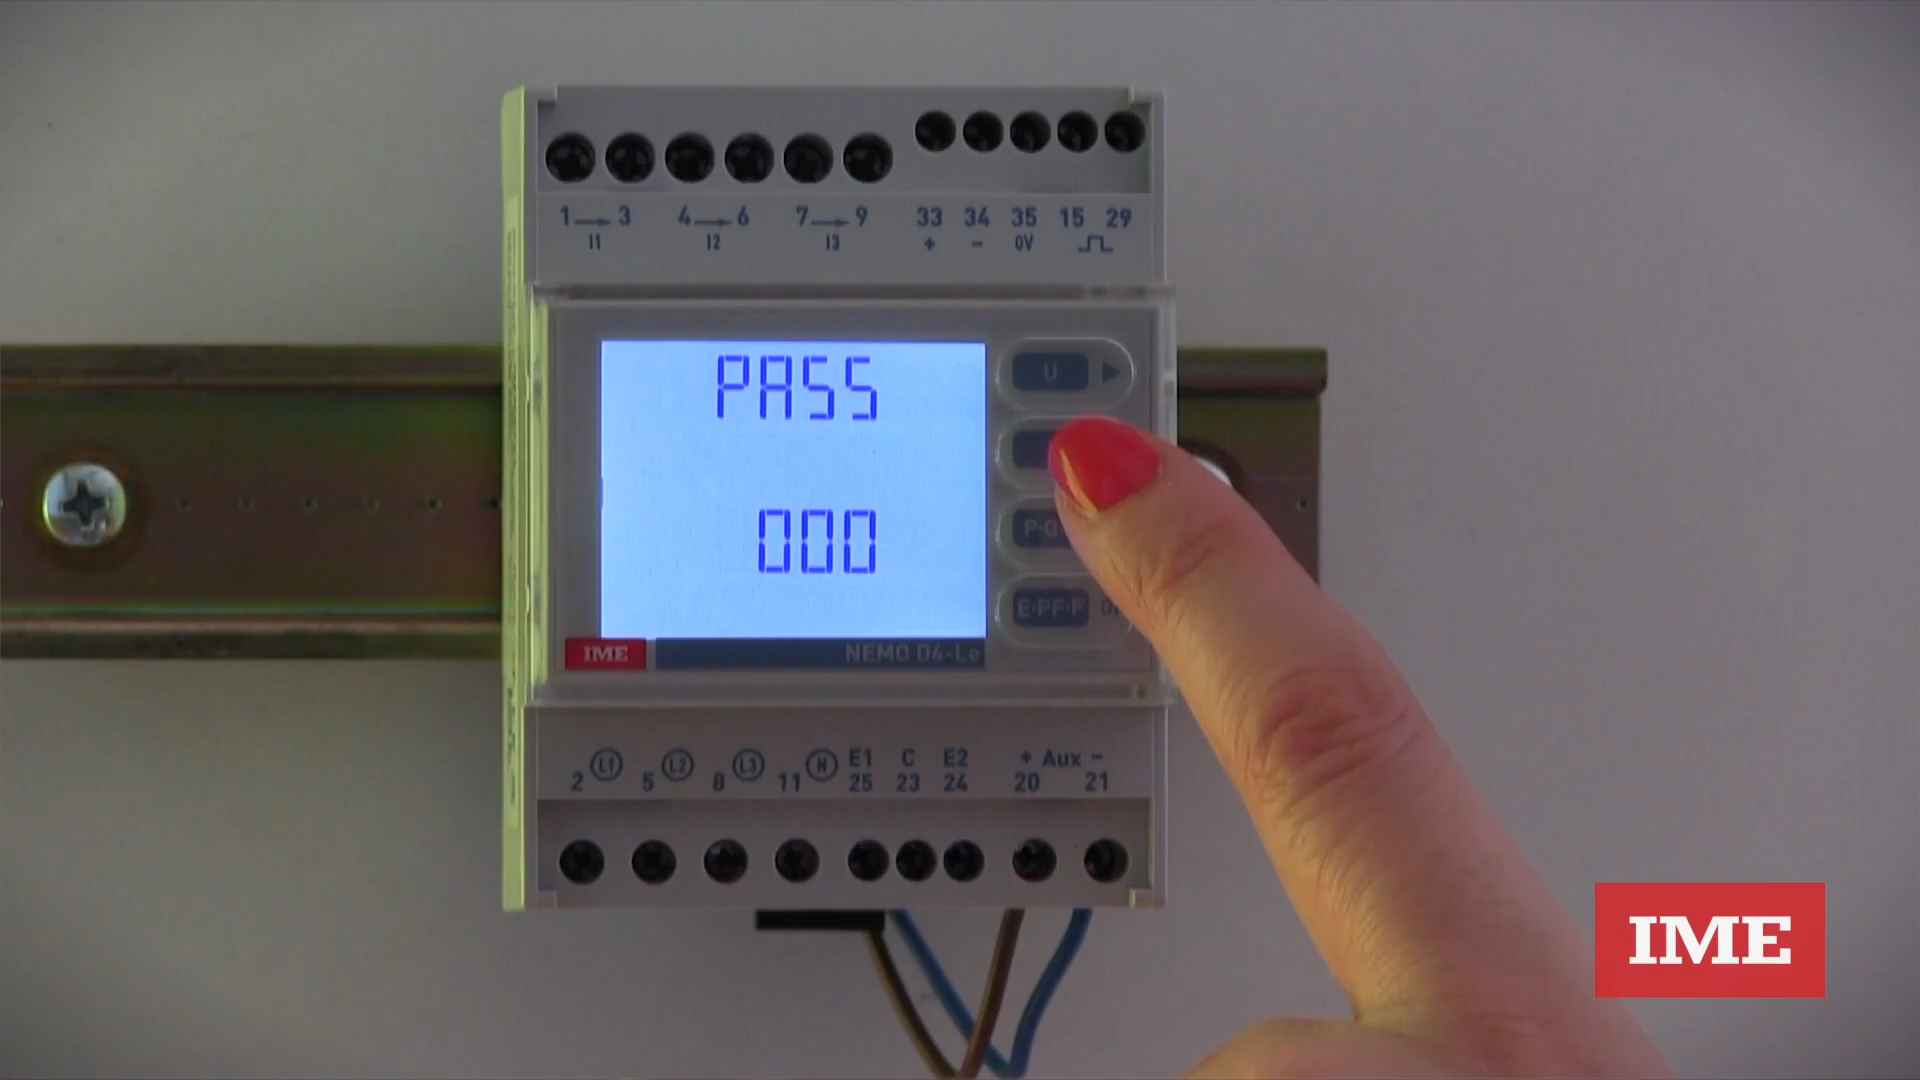 1 3 4 6 7 9 33 34 35 15 29
I1 I2 I3 + - 0V
PASS
U
000
E·PF·F
IME
NEMO D4-Le
L1 L2 L3 N E1 C E2 + Aux -
2 5 8 11 25 23 24 20 21
IME